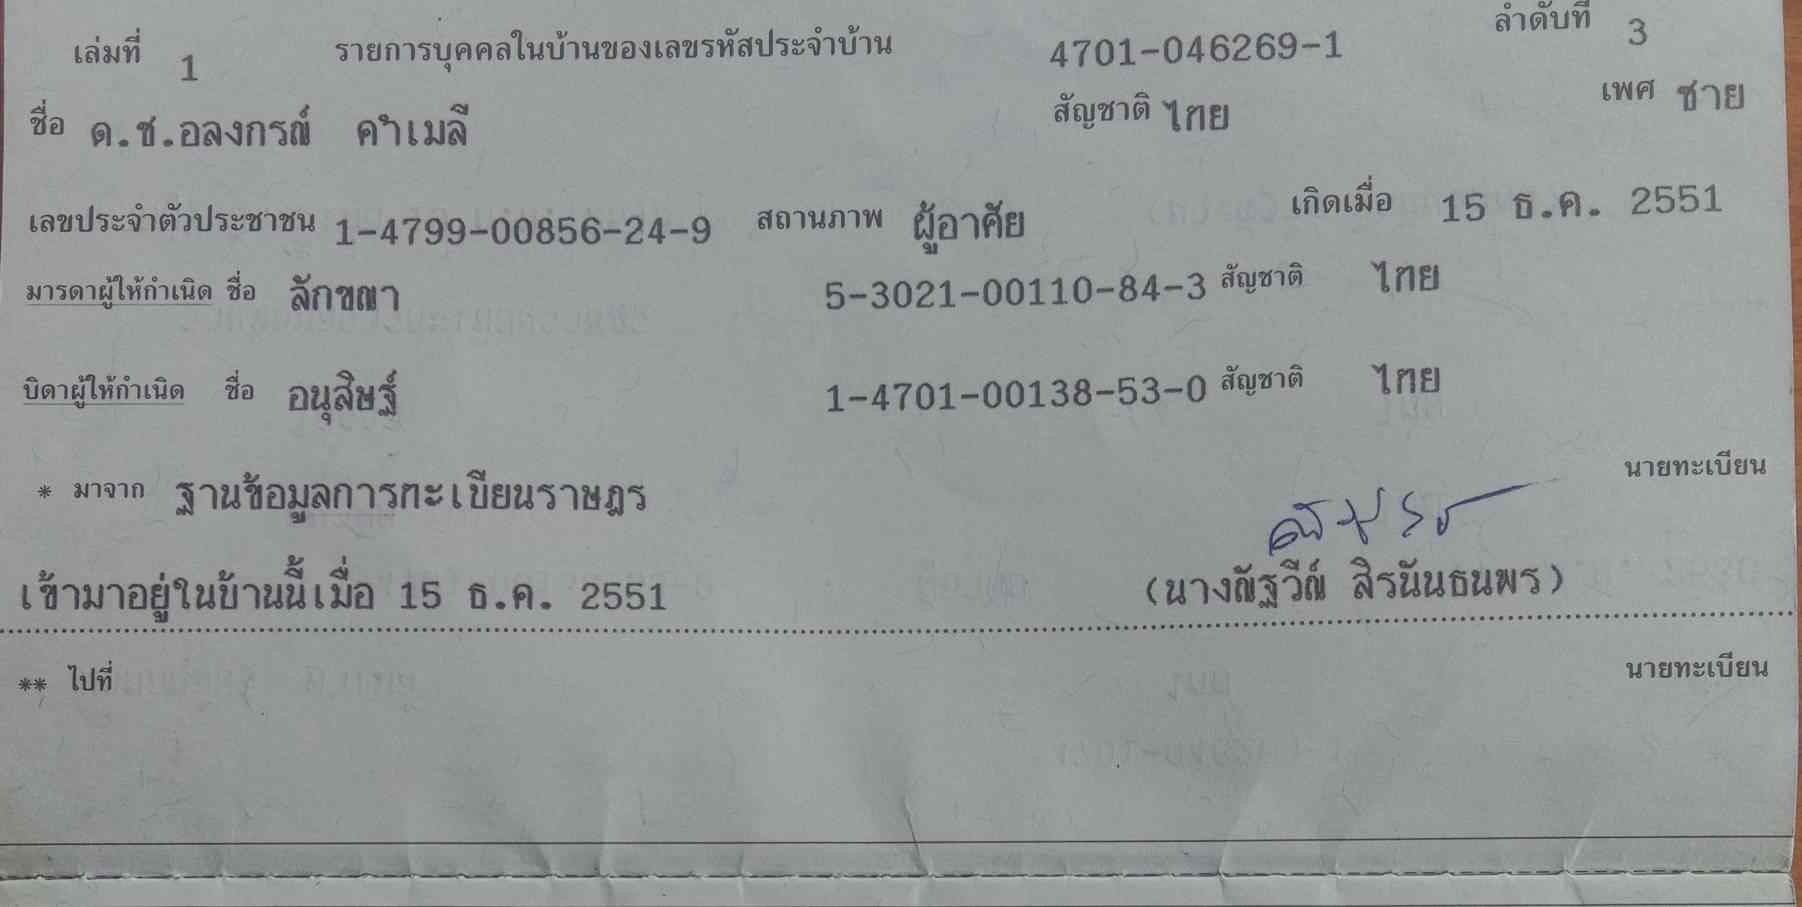 เล่มที่ 1 รายการบุคคลในบ้านของเลขรหัสประจำบ้าน 4701-046269-1 ลำดับที่ 3
ชื่อ ด.ช.อลงกรณ์ คำเมลี สัญชาติ ไทย เพศ ชาย
เลขประจำตัวประชาชน 1-4799-00856-24-9 สถานภาพ ผู้อาศัย เกิดเมื่อ 15 ธ.ค. 2551
มารดาผู้ให้กำเนิด ชื่อ ลักขณา 5-3021-00110-84-3 สัญชาติ ไทย
บิดาผู้ให้กำเนิด ชื่อ อนุสิษฐ์ 1-4701-00138-53-0 สัญชาติ ไทย
* มาจาก ฐานข้อมูลการทะเบียนราษฎร นายทะเบียน
เข้ามาอยู่ในบ้านนี้เมื่อ 15 ธ.ค. 2551 (นางณัฐวีณ์ สิรนันธนพร)
** ไปที่ นายทะเบียน